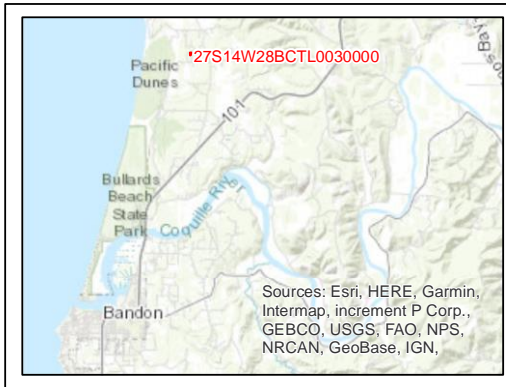 27S14W28BCTL0030000
Pacific
Dunes
101
Bullards
Beach
State
Park
Coquille River
Bandon
Sources: Esri, HERE, Garmin,
Intermap, increment P Corp.,
GEBCO, USGS, FAO, NPS,
NRCAN, GeoBase, IGN,